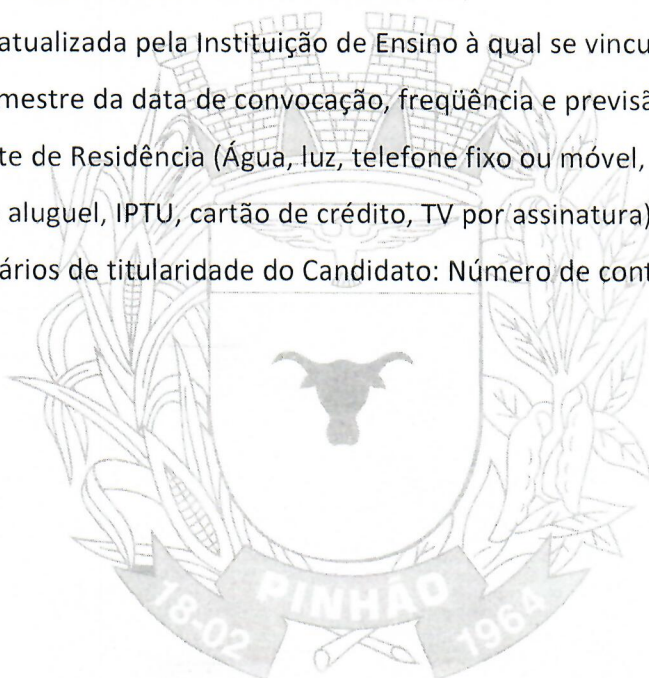 atualizada pela Instituição de Ensino à qual se vincu
mestre da data de convocação, freqüência e previsã
te de Residência (Água, luz, telefone fixo ou móvel,
aluguel, IPTU, cartão de crédito, TV por assinatura)
ários de titularidade do Candidato: Número de cont
18-02 PINHÃO 1964